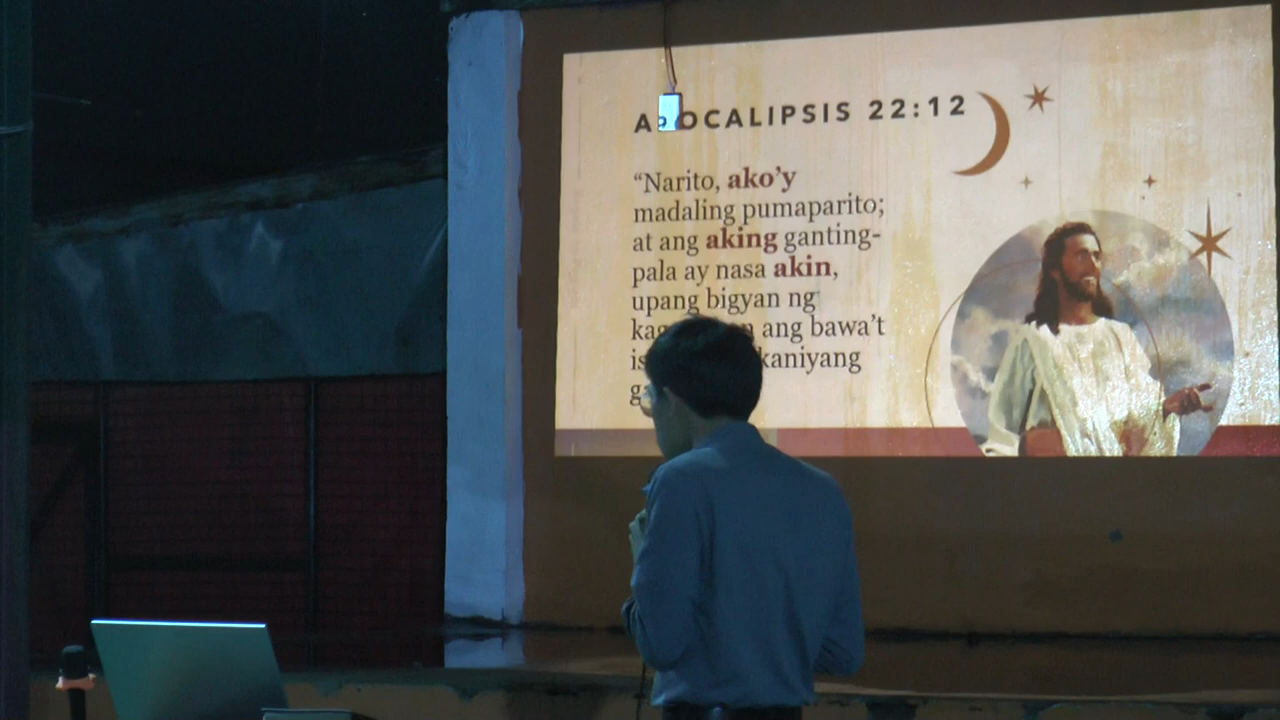 APOCALIPSIS 22:12
“Narito, ako’y
madaling pumaparito;
at ang aking ganting-
pala ay nasa akin,
upang bigyan ng
ang bawa’t
kaniyang